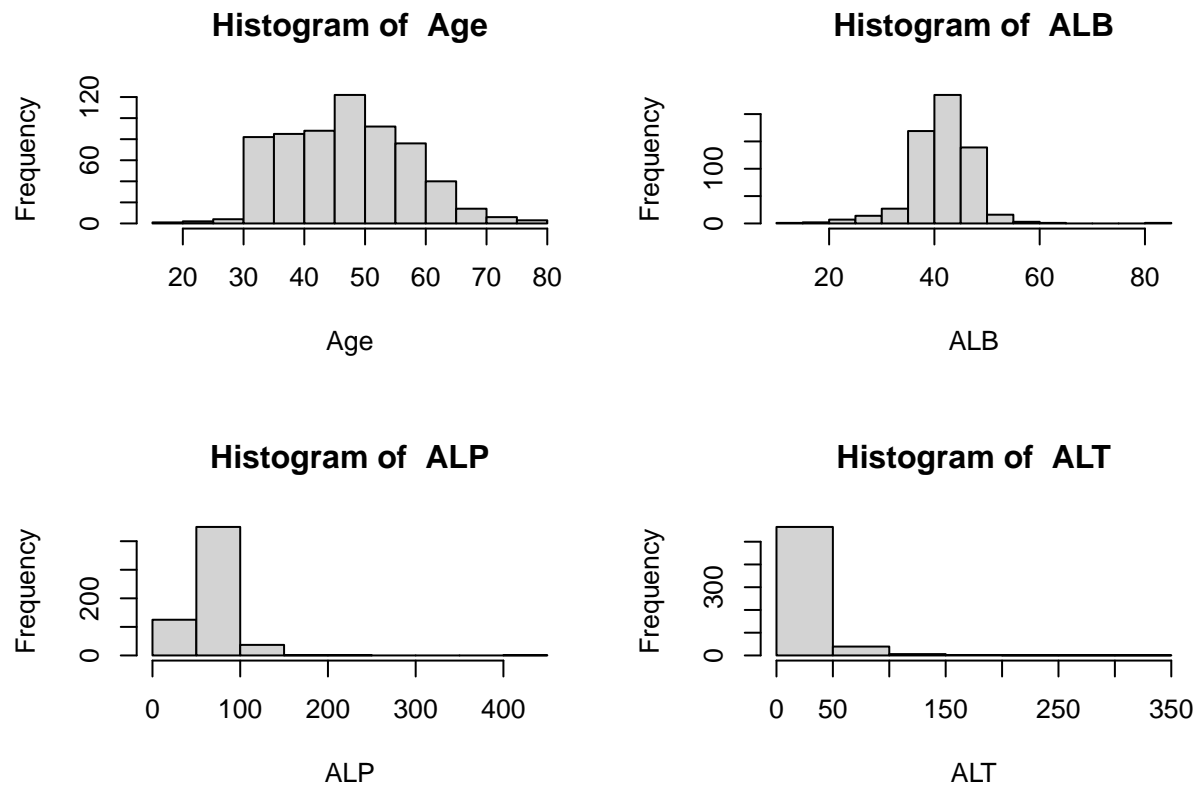 Histogram of  Age
Frequency
0 60 120
20 30 40 50 60 70 80
Age
Histogram of  ALB
Frequency
0 100
20 40 60 80
ALB
Histogram of  ALP
Frequency
0 200
0 100 200 300 400
ALP
Histogram of  ALT
Frequency
0 300
0 50 150 250 350
ALT